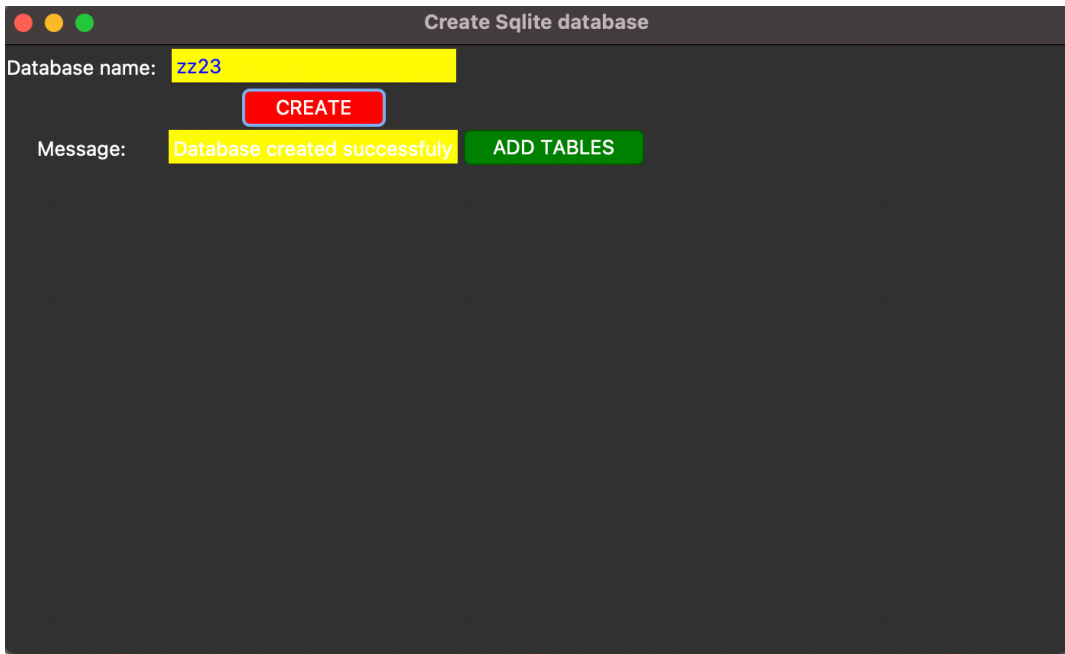 Create Sqlite database
Database name: zz23
CREATE
Message: Database created successfuly ADD TABLES